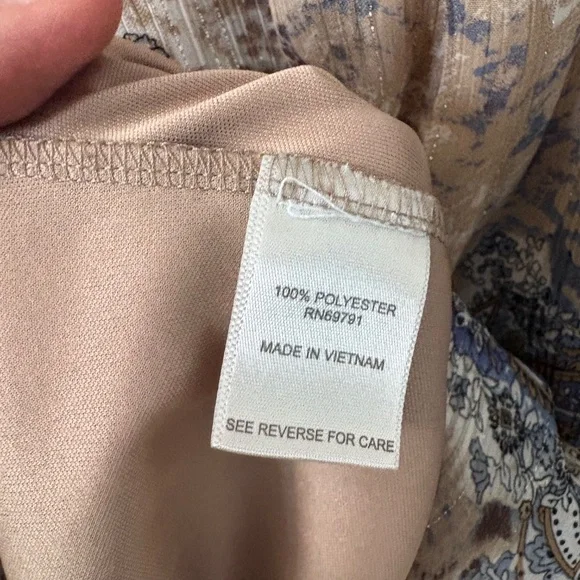 100% POLYESTER
RN69791
MADE IN VIETNAM
SEE REVERSE FOR CARE